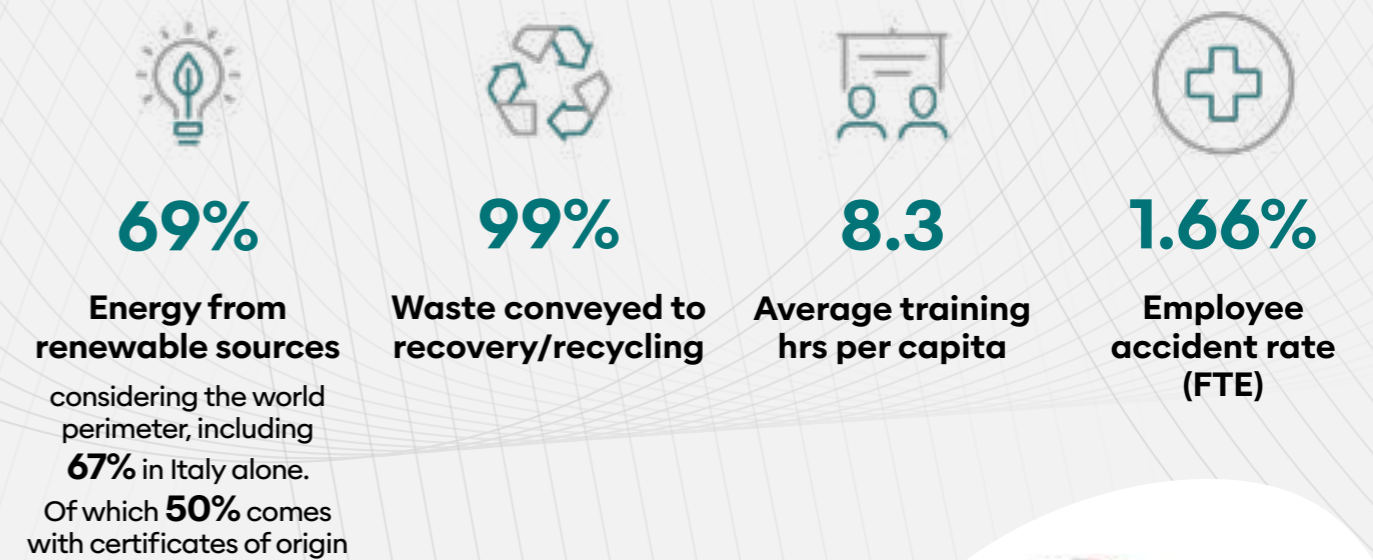 69%
Energy from
renewable sources
considering the world
perimeter, including
67% in Italy alone.
Of which 50% comes
with certificates of origin
99%
Waste conveyed to
recovery/recycling
8.3
Average training
hrs per capita
1.66%
Employee
accident rate
(FTE)